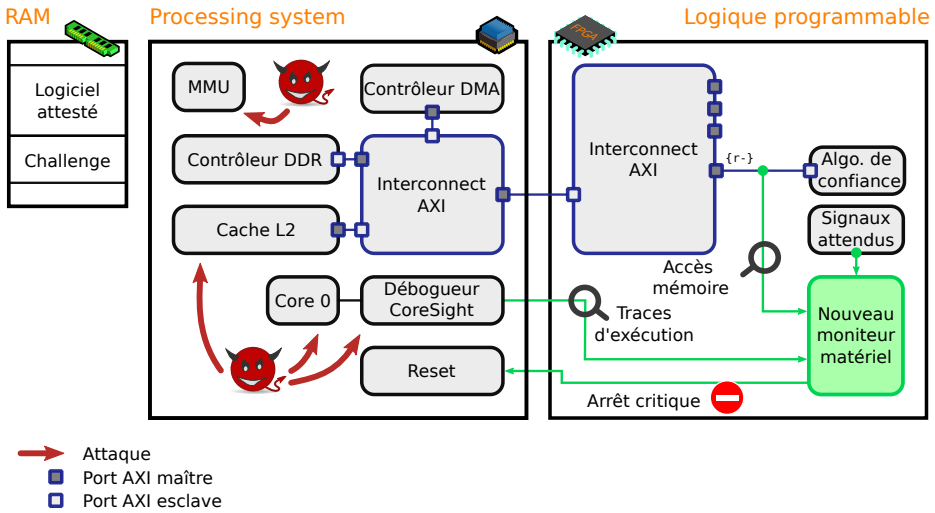 RAM
Processing system
Logique programmable
FPGA
Logiciel
attesté
Challenge
MMU
Contrôleur DMA
Contrôleur DDR
Interconnect
AXI
Cache L2
Core 0
Débogueur
CoreSight
Reset
Interconnect
AXI
{r-}
Algo. de
confiance
Signaux
attendus
Accès
mémoire
Traces
d'exécution
Nouveau
moniteur
matériel
Arrêt critique
Attaque
Port AXI maître
Port AXI esclave